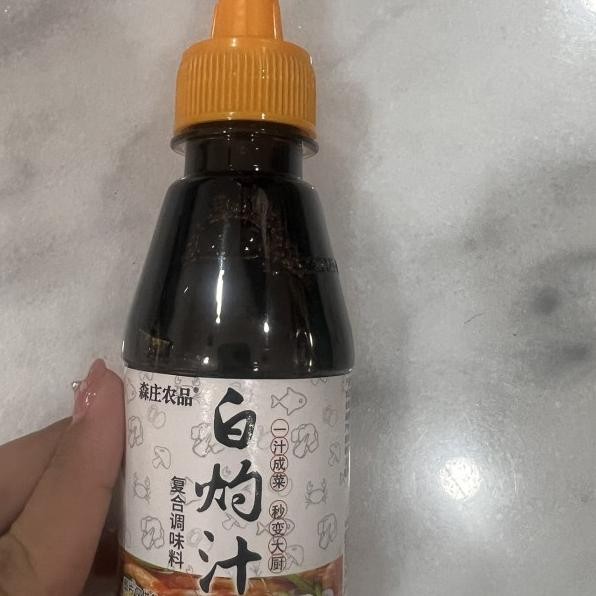 森庄农品®
白灼汁
一汁成菜 秒变大厨
复合调味料